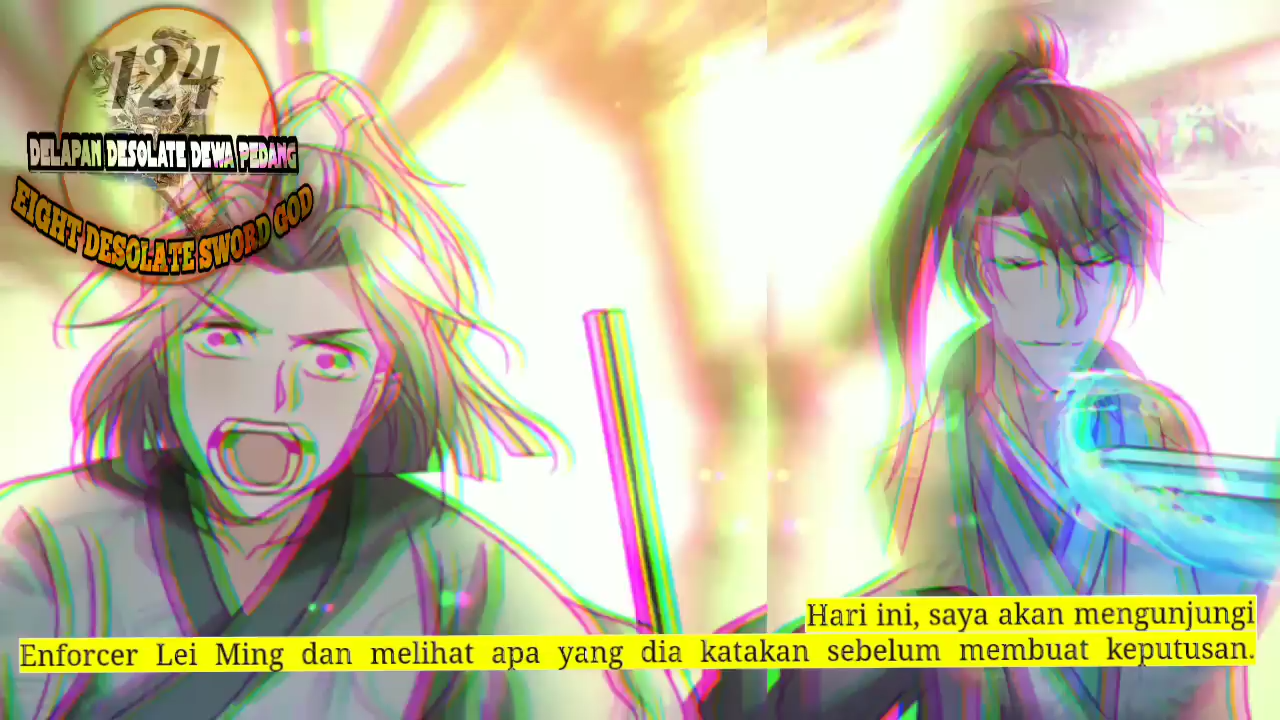 124
DELAPAN DESOLATE DEWA PEDANG
EIGHT DESOLATE SWORD GOD
Hari ini, saya akan mengunjungi
Enforcer Lei Ming dan melihat apa yang dia katakan sebelum membuat keputusan.